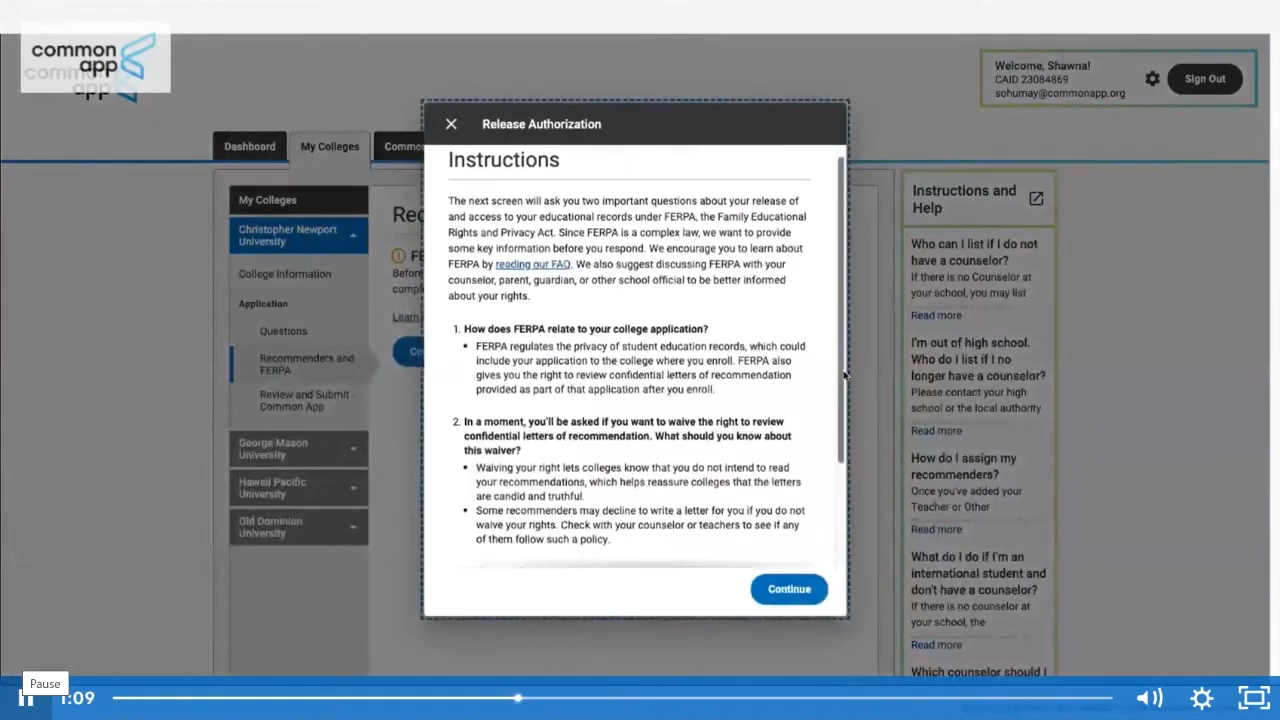 common
app
common
app
Welcome, Shawna!
CAID 23084869
sohumay@commonapp.org
Sign Out
Dashboard
My Colleges
Release Authorization
Instructions
The next screen will ask you two important questions about your release of
and access to your educational records under FERPA, the Family Educational
Rights and Privacy Act. Since FERPA is a complex law, we want to provide
some key information before you respond. We encourage you to learn about
FERPA by reading our FAQ. We also suggest discussing FERPA with your
counselor, parent, guardian, or other school official to be better informed
about your rights.
1. How does FERPA relate to your college application?
• FERPA regulates the privacy of student education records, which could
include your application to the college where you enroll. FERPA also
gives you the right to review confidential letters of recommendation
provided as part of that application after you enroll.
2. In a moment, you'll be asked if you want to waive the right to review
confidential letters of recommendation. What should you know about
this waiver?
• Waiving your right lets colleges know that you do not intend to read
your recommendations, which helps reassure colleges that the letters
are candid and truthful.
• Some recommenders may decline to write a letter for you if you do not
waive your rights. Check with your counselor or teachers to see if any
of them follow such a policy.
Continue
My Colleges
Christopher Newport
University
College Information
Application
Questions
Recommenders and
FERPA
Review and Submit -
Common App
George Mason
University
Hawaii Pacific
University
Old Dominion
University
Instructions and
Help
Who can I list if I do not
have a counselor?
If there is no Counselor at
your school, you may list
Read more
I'm out of high school.
Who do I list if I no
longer have a counselor?
Please contact your high
school or the local authority
Read more
How do I assign my
recommenders?
Once you've added your
Teacher or Other
Read more
What do I do if I'm an
international student and
don't have a counselor?
If there is no counselor at
your school, the
Read more
Which counselor should I
Pause
1:09